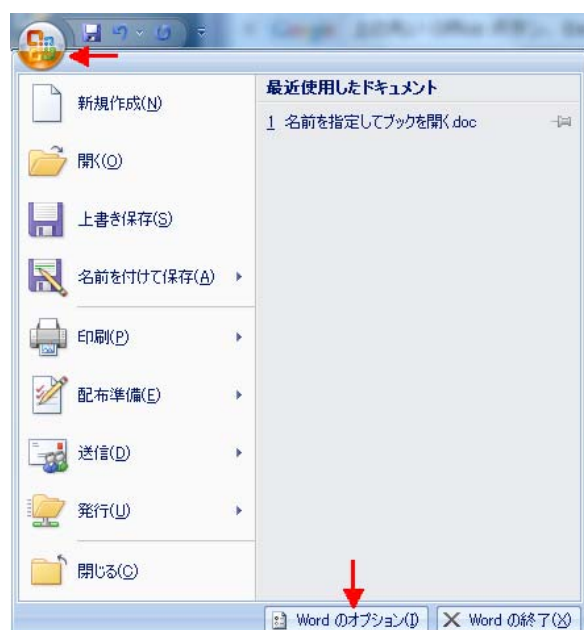 最近使用したドキュメント
1 名前を指定してブックを開く.doc
新規作成(N)
開く(O)
上書き保存(S)
名前を付けて保存(A)
印刷(P)
配布準備(E)
送信(D)
発行(U)
閉じる(C)
Word のオプション(I)
Word の終了(X)